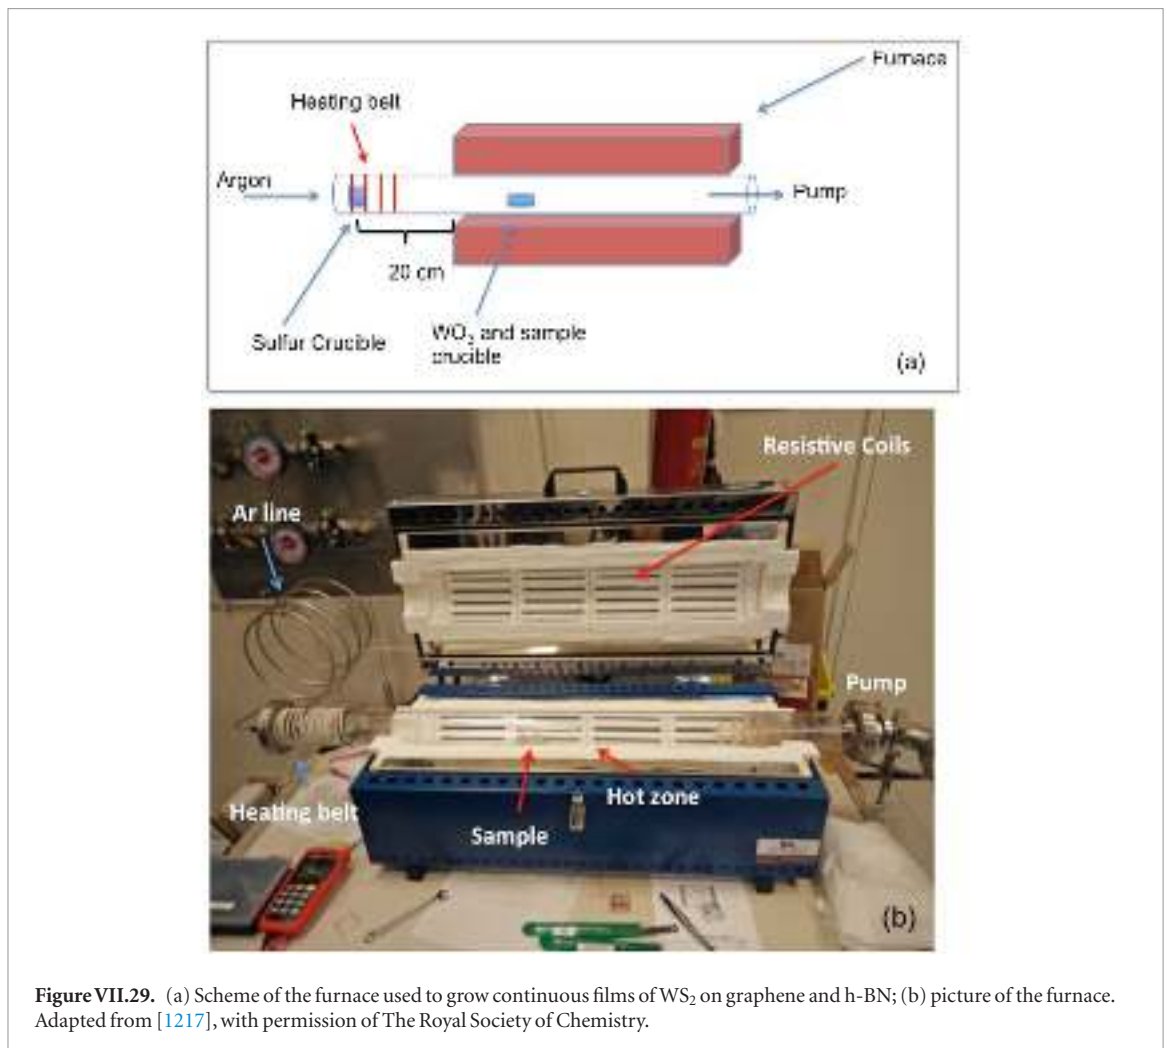 Furnace
Heating belt
Argon
Pump
20 cm
Sulfur Crucible
WO₃ and sample
crucible
(a)
Resistive Coils
Ar line
Pump
Heating belt
Hot zone
Sample
(b)
Figure VII.29. (a) Scheme of the furnace used to grow continuous films of WS₂ on graphene and h-BN; (b) picture of the furnace.
Adapted from [1217], with permission of The Royal Society of Chemistry.